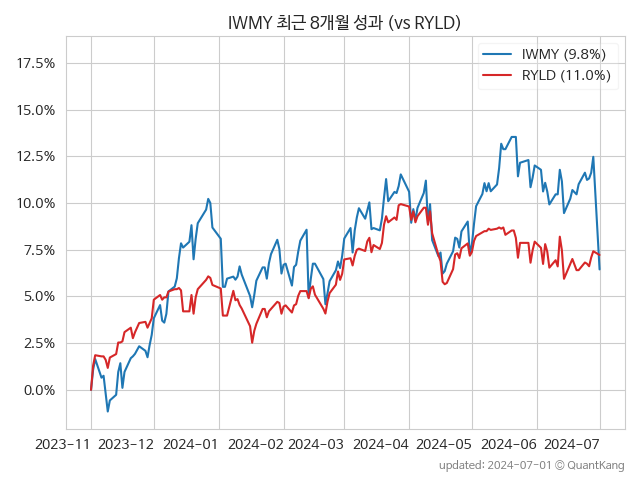 IWMY 최근 8개월 성과 (vs RYLD)
IWMY (9.8%)
RYLD (11.0%)
17.5%
15.0%
12.5%
10.0%
7.5%
5.0%
2.5%
0.0%
2023-11 2023-12 2024-01 2024-02 2024-03 2024-04 2024-05 2024-06 2024-07
updated: 2024-07-01 © QuantKang